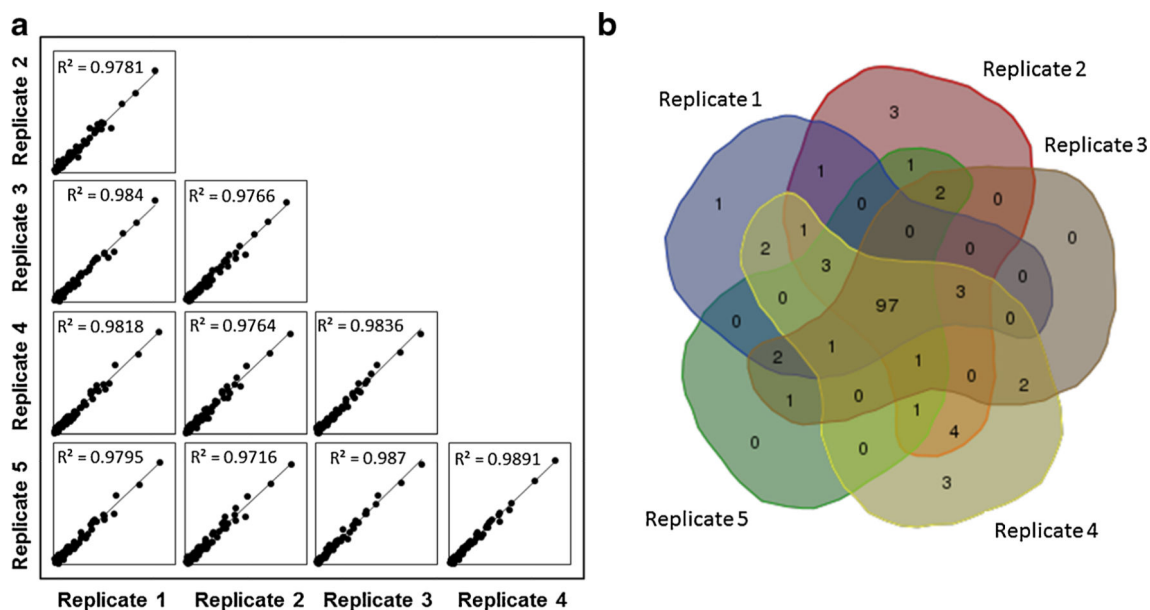 a
Replicate 2
R² = 0.9781
Replicate 3
R² = 0.984
R² = 0.9766
Replicate 4
R² = 0.9818
R² = 0.9764
R² = 0.9836
Replicate 5
R² = 0.9795
R² = 0.9716
R² = 0.987
R² = 0.9891
Replicate 1
Replicate 2
Replicate 3
Replicate 4
b
Replicate 2
Replicate 1
3
Replicate 3
1
1
2
0
1
0
0
1
0
0
2
3
0
0
97
3
0
0
0
2
1
1
0
2
1
0
1
4
0
0
3
Replicate 5
Replicate 4